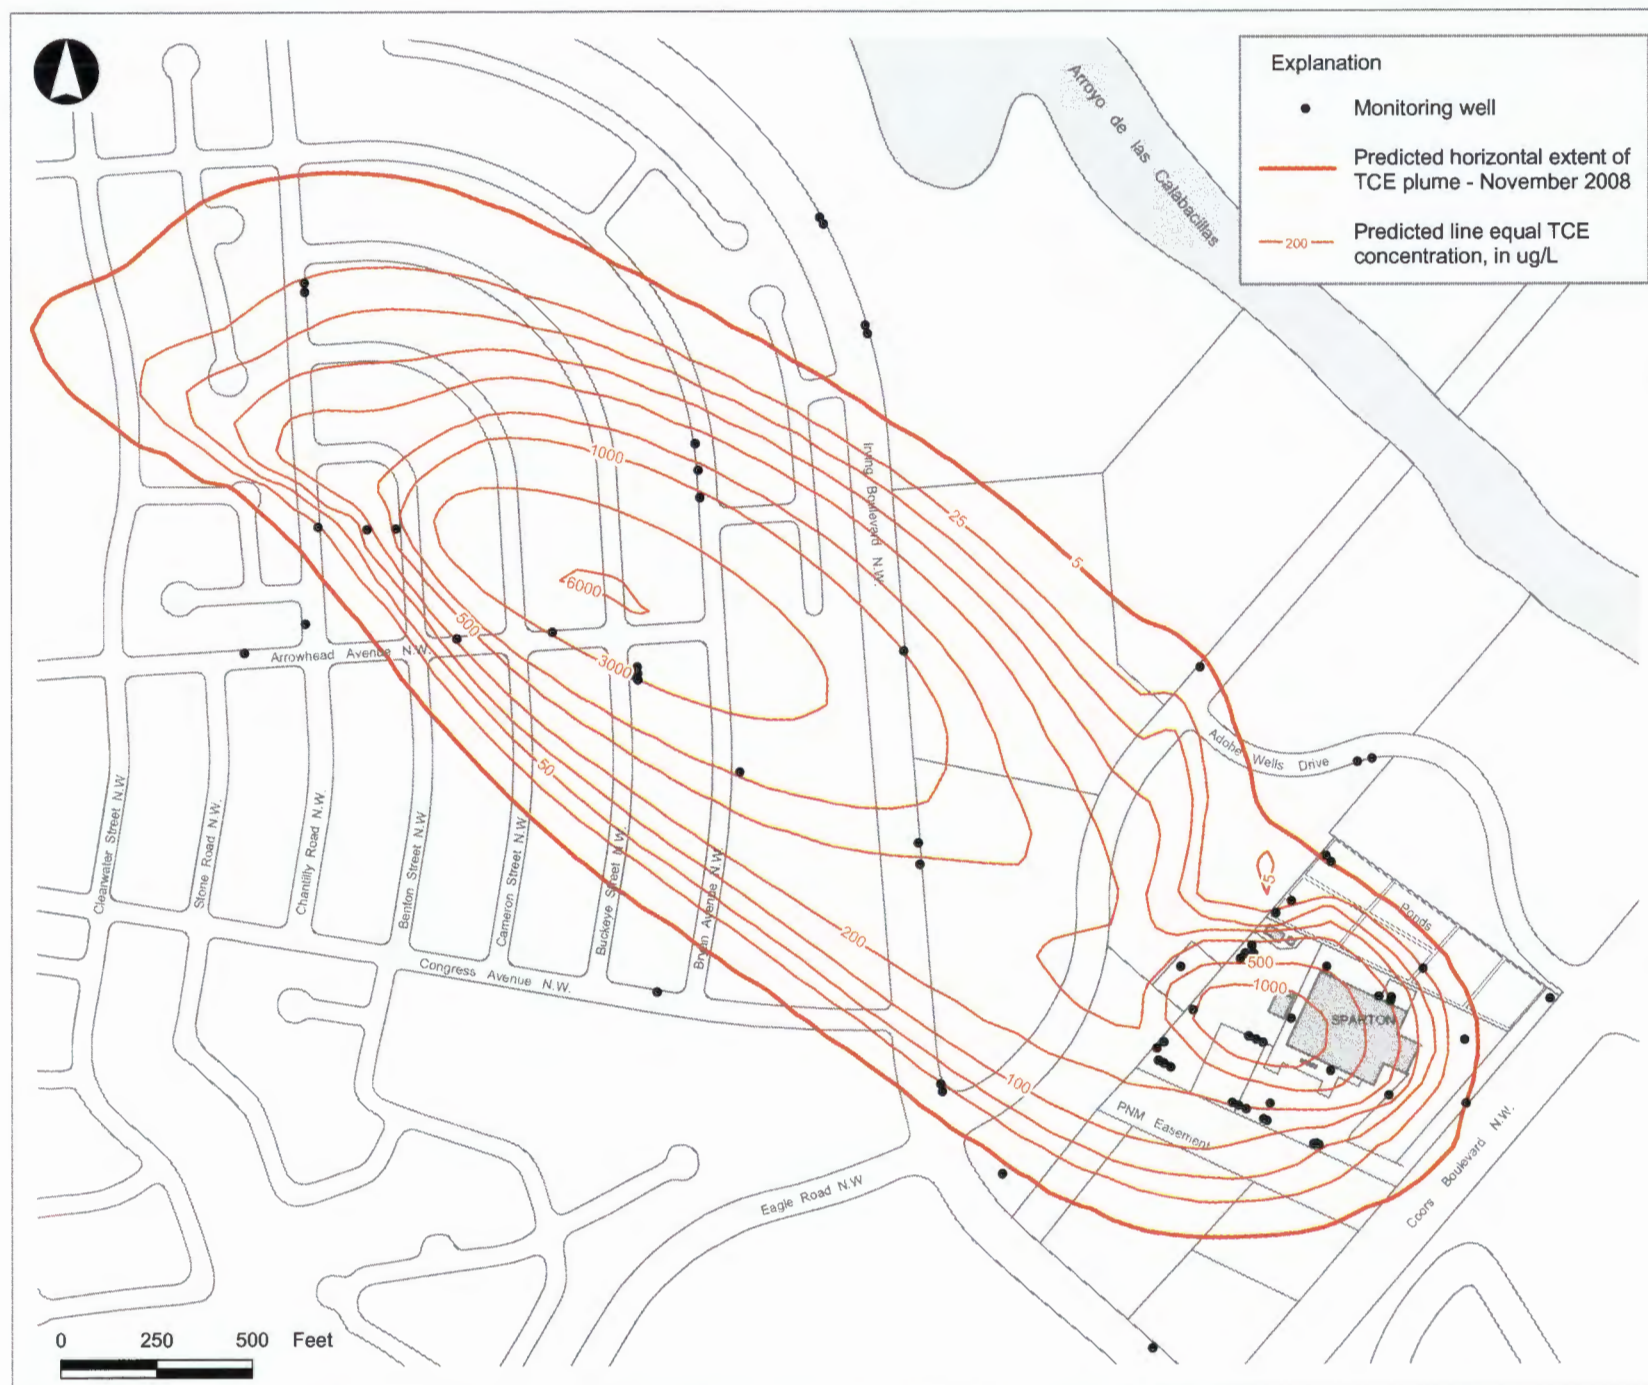 Explanation
Monitoring well
Predicted horizontal extent of
TCE plume - November 2008
200
Predicted line equal TCE
concentration, in ug/L
Arroyo de las Calabacillas
Irving Boulevard N.W.
1000
25
5
6000
500
3000
Arrowhead Avenue N.W.
Adobe Wells Drive
50
Clearwater Street N.W
Stone Road N.W.
Chantilly Road N.W.
Benton Street N.W
Cameron Street N.W.
Buckeye Street N.W.
Brian Avenue N.W.
5
Ponds
200
Congress Avenue N.W.
500
1000
SPARTON
100
PNM Easement
Coors Boulevard N.W.
Eagle Road N.W
0 250 500 Feet